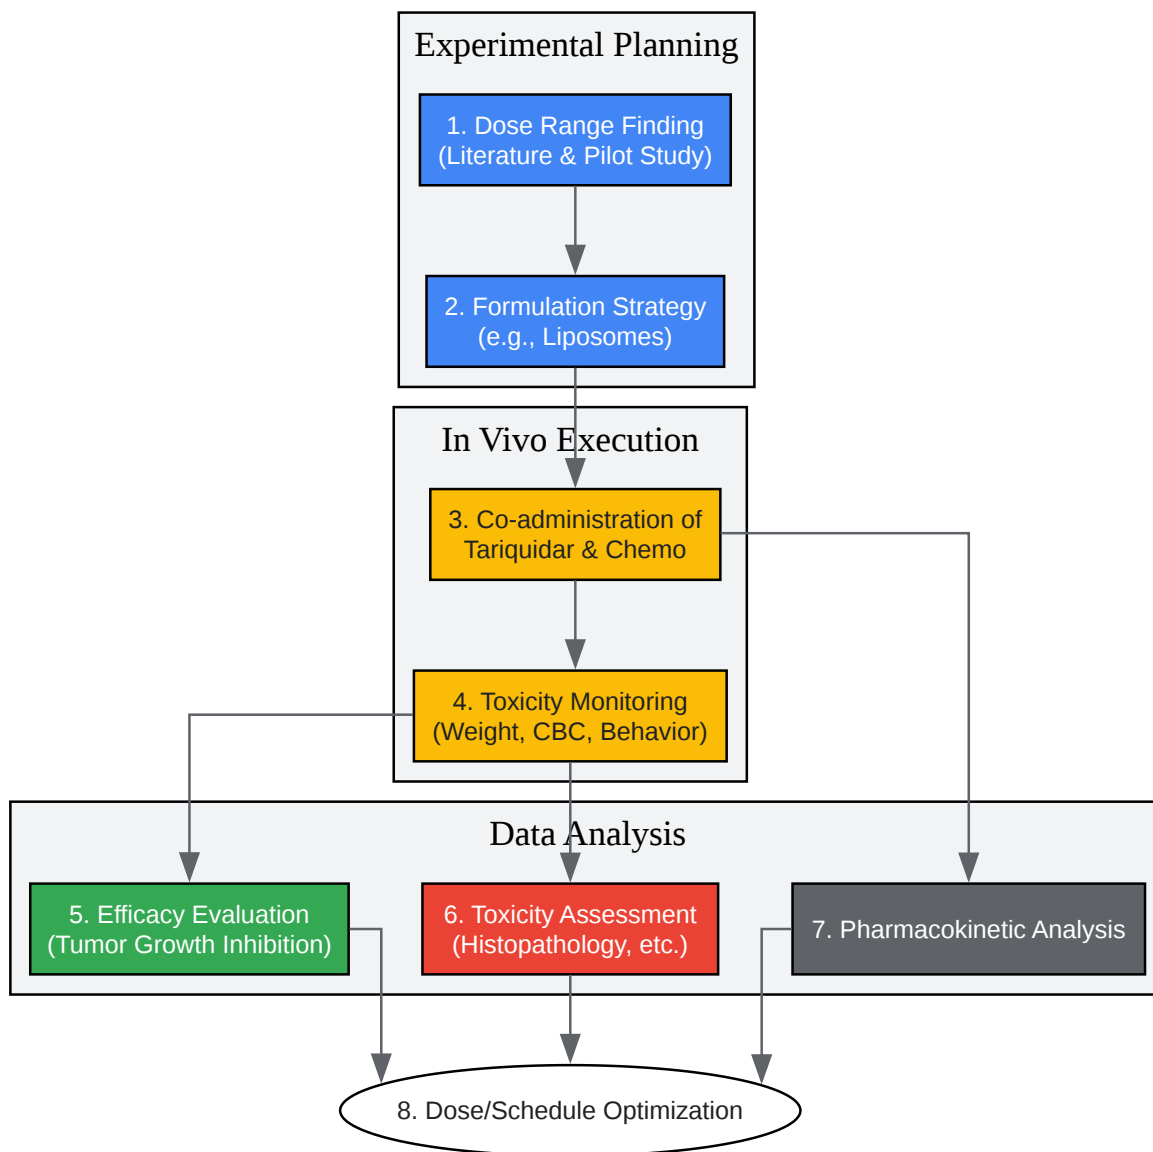 Experimental Planning
1. Dose Range Finding
(Literature & Pilot Study)
2. Formulation Strategy
(e.g., Liposomes)
In Vivo Execution
3. Co-administration of
Tariquidar & Chemo
4. Toxicity Monitoring
(Weight, CBC, Behavior)
Data Analysis
5. Efficacy Evaluation
(Tumor Growth Inhibition)
6. Toxicity Assessment
(Histopathology, etc.)
7. Pharmacokinetic Analysis
8. Dose/Schedule Optimization